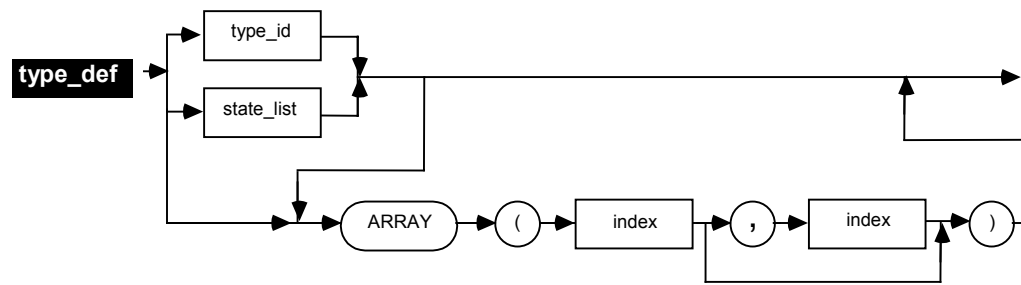 type_id
type_def
state_list
ARRAY ( index , index )